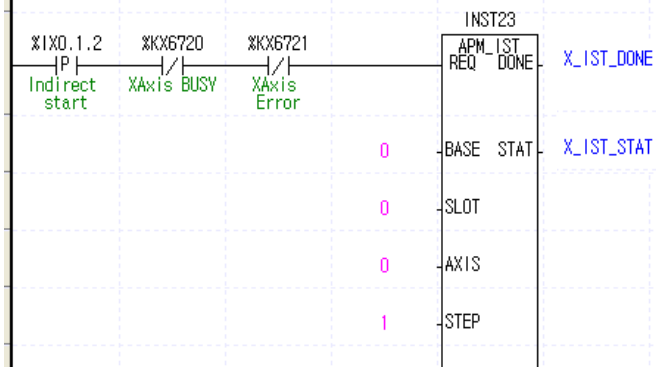 INST23
%IX0.1.2 %KX6720 %KX6721 APM_IST
P / / REQ DONE X_IST_DONE
Indirect start XAxis BUSY XAxis Error
0 BASE STAT X_IST_STAT
0 SLOT
0 AXIS
1 STEP